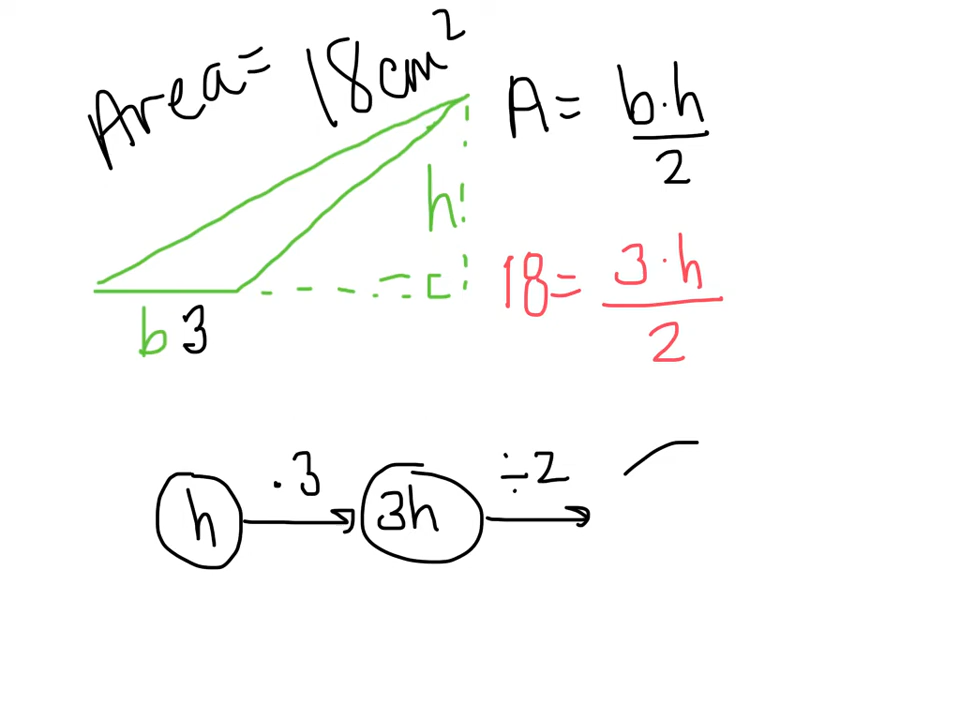 Area = 18cm²
A = b·h/2
h
18 = 3·h/2
b 3
h ·3 3h ÷2